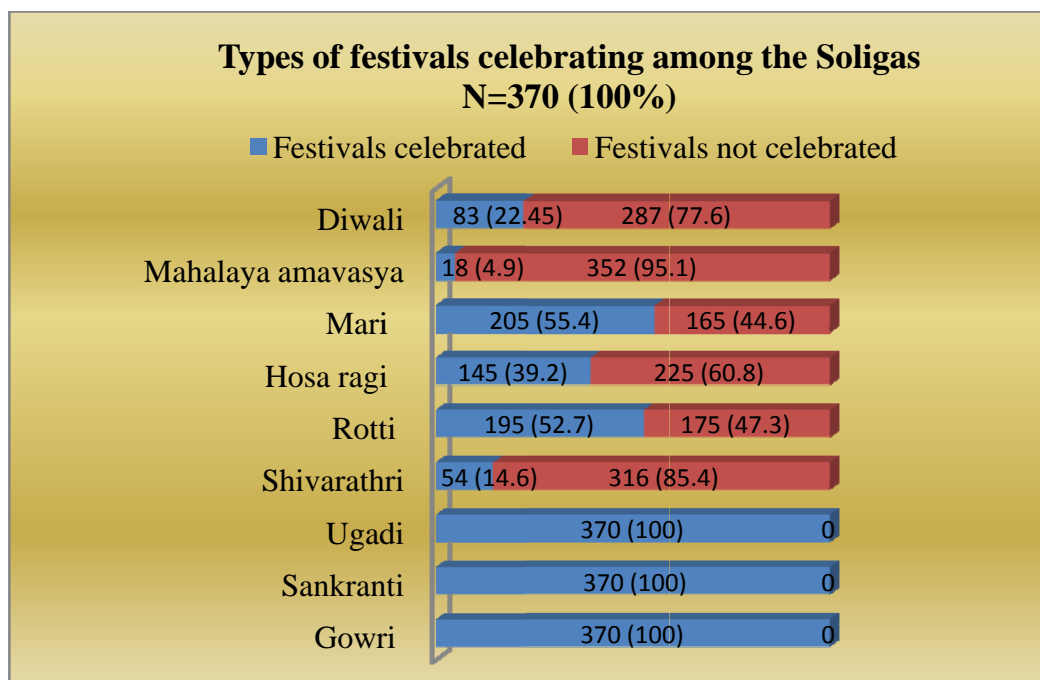 Types of festivals celebrating among the Soligas
N=370 (100%)
Festivals celebrated Festivals not celebrated
Diwali 83 (22.45) 287 (77.6)
Mahalaya amavasya 18 (4.9) 352 (95.1)
Mari 205 (55.4) 165 (44.6)
Hosa ragi 145 (39.2) 225 (60.8)
Rotti 195 (52.7) 175 (47.3)
Shivarathri 54 (14.6) 316 (85.4)
Ugadi 370 (100) 0
Sankranti 370 (100) 0
Gowri 370 (100) 0